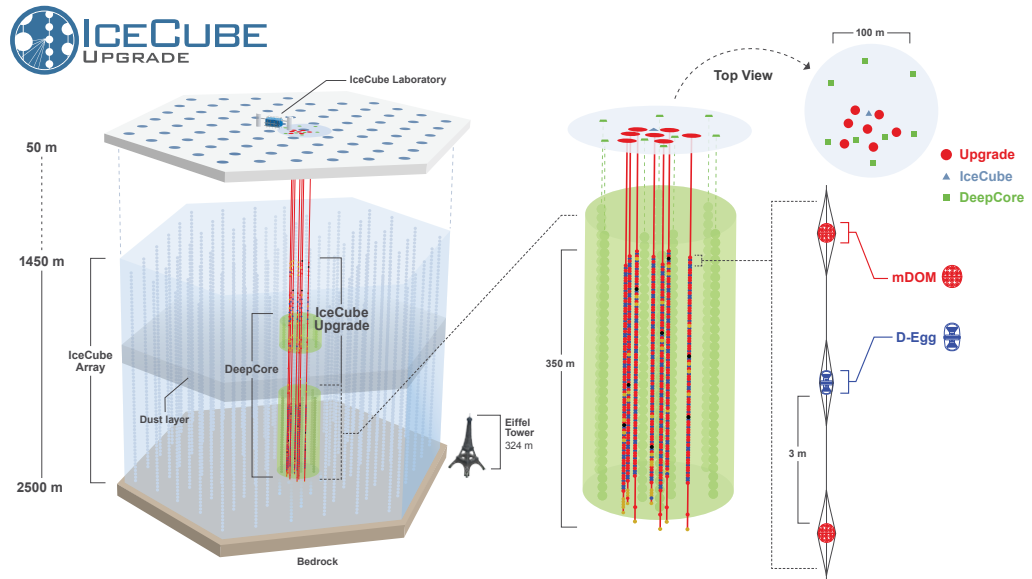 ICECUBE
UPGRADE
IceCube Laboratory
50 m
1450 m
IceCube
Array
2500 m
Dust layer
IceCube
Upgrade
DeepCore
Eiffel
Tower
324 m
Bedrock
Top View
100 m
Upgrade
IceCube
DeepCore
350 m
mDOM
D-Egg
3 m